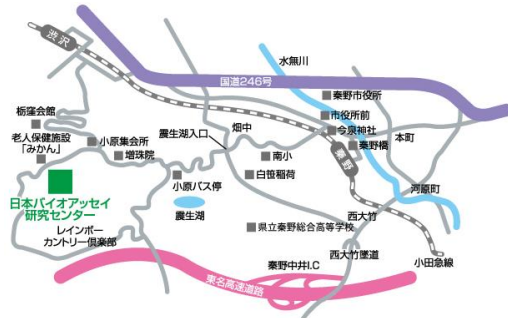 渋沢
水無川
国道246号
栃窪会館
秦野市役所
市役所前
老人保健施設
「みかん」
小原集会所
増珠院
震生湖入口
畑中
今泉神社
本町
秦野
秦野橋
南小
白笹稲荷
小原バス停
河原町
日本バイオアッセイ
研究センター
震生湖
西大竹
県立秦野総合高等学校
レインボー
カントリー倶楽部
西大竹墜道
秦野中井I.C
小田急線
東名高速道路